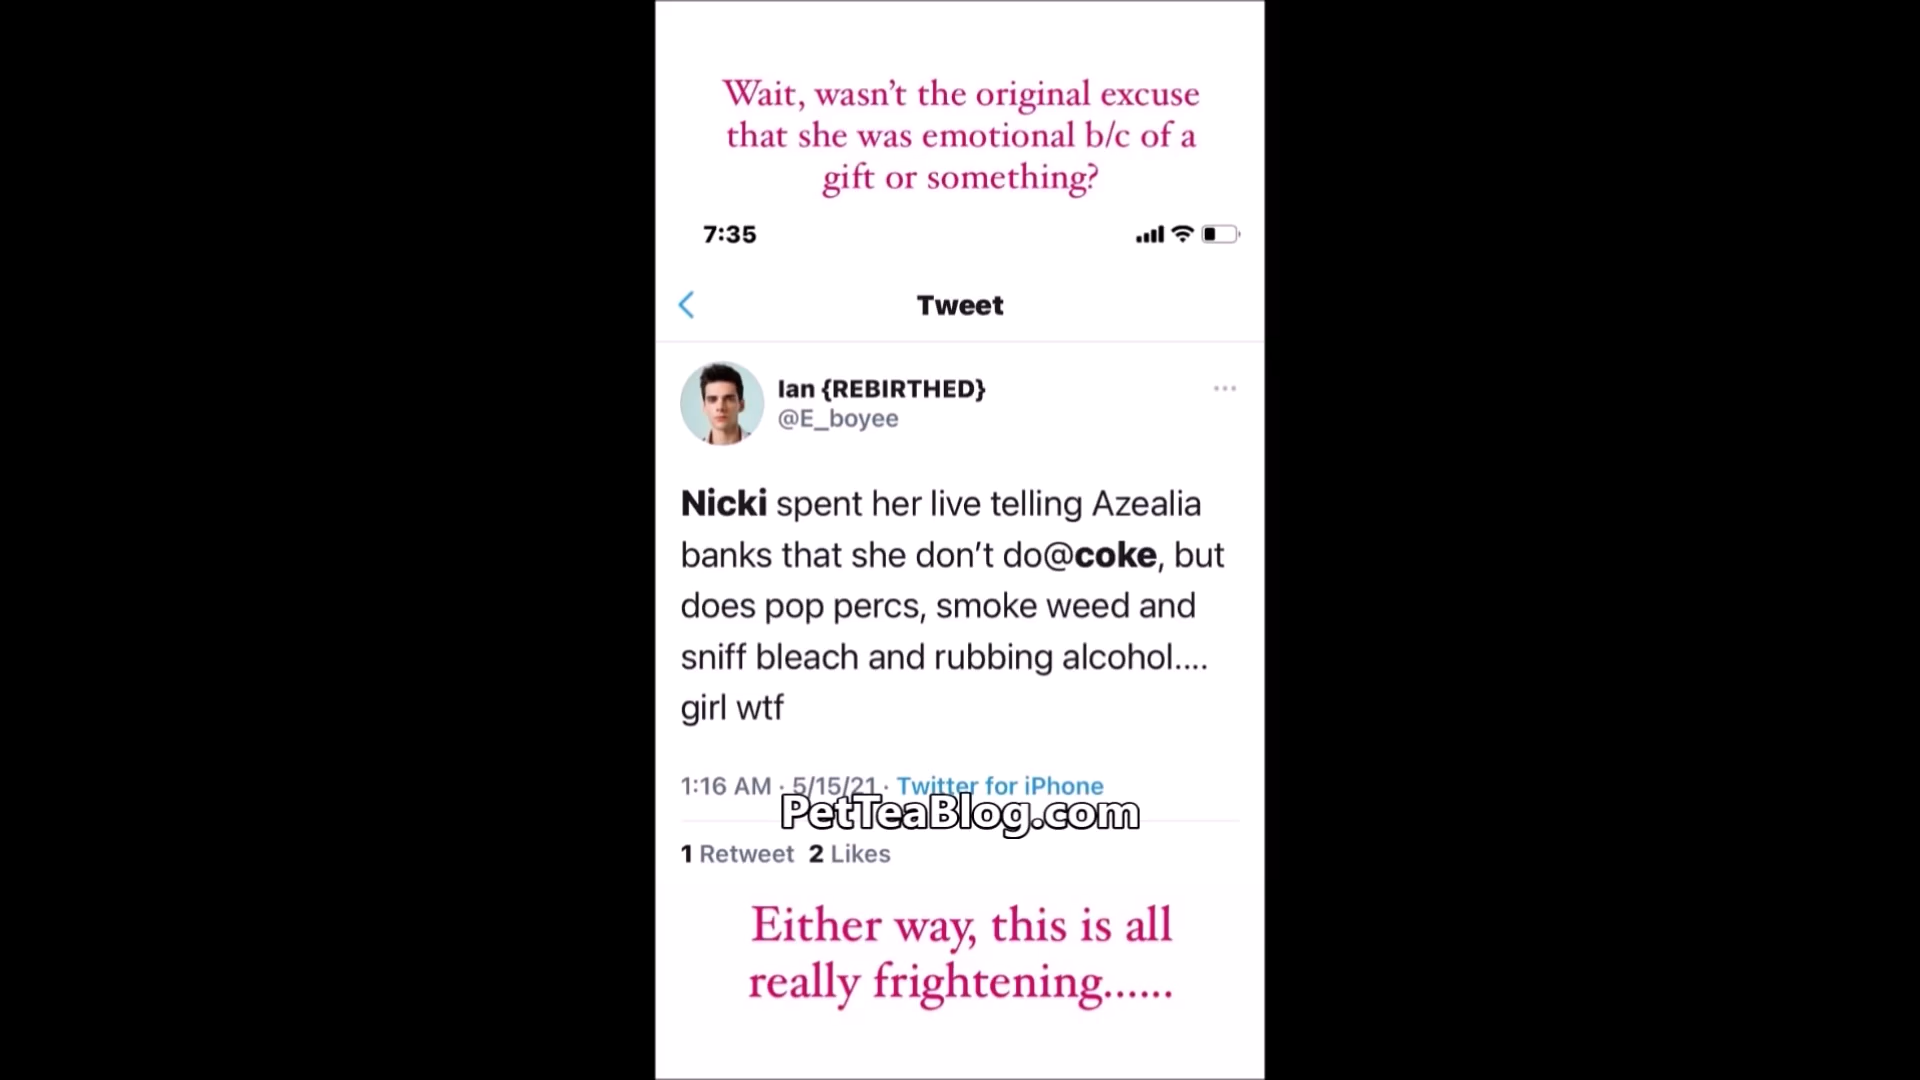 Wait, wasn’t the original excuse
that she was emotional b/c of a
gift or something?
7:35
Tweet
Ian {REBIRTHED}
@E_boyee
Nicki spent her live telling Azealia
banks that she don’t do@coke, but
does pop percs, smoke weed and
sniff bleach and rubbing alcohol....
girl wtf
1:16 AM · 5/15/21 · Twitter for iPhone
PetTeaBlog.com
1 Retweet 2 Likes
Either way, this is all
really frightening......